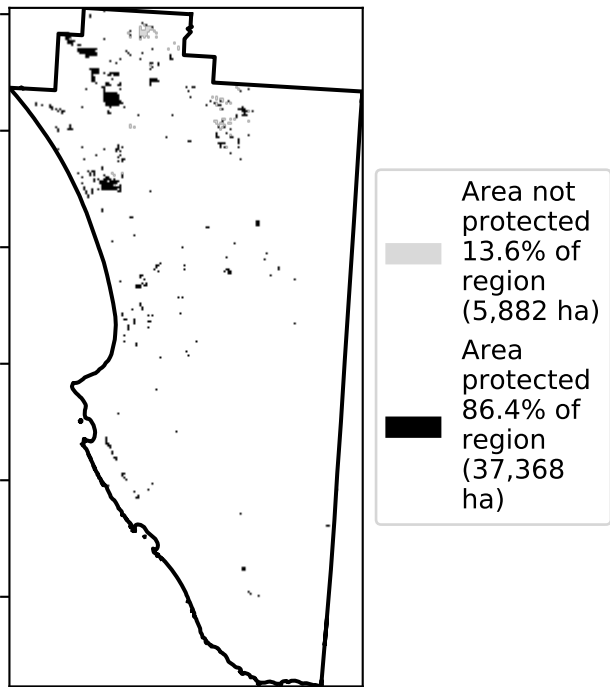 Area not
protected
13.6% of
region
(5,882 ha)
Area
protected
86.4% of
region
(37,368
ha)